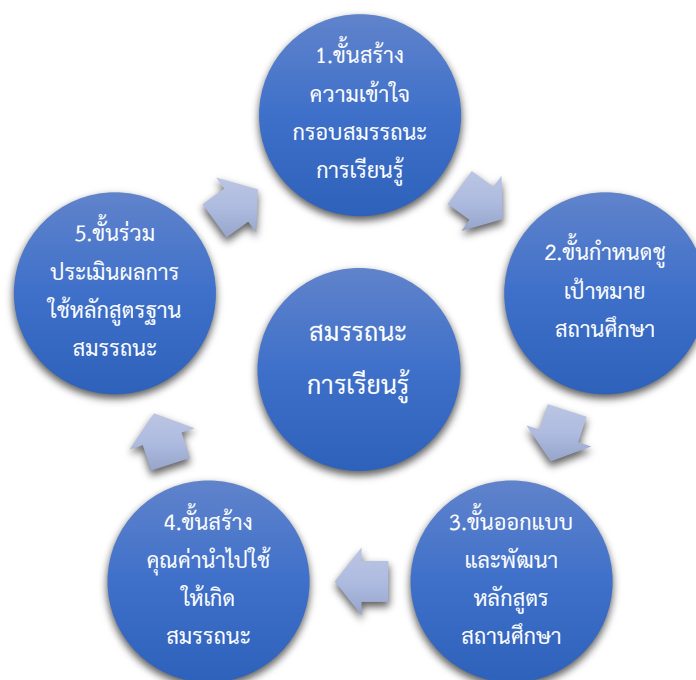 1.ขั้นสร้าง
ความเข้าใจ
กรอบสมรรถนะ
การเรียนรู้
2.ขั้นกำหนดชู
เป้าหมาย
สถานศึกษา
3.ขั้นออกแบบ
และพัฒนา
หลักสูตร
สถานศึกษา
4.ขั้นสร้าง
คุณค่านำไปใช้
ให้เกิด
สมรรถนะ
5.ขั้นร่วม
ประเมินผลการ
ใช้หลักสูตรฐาน
สมรรถนะ
สมรรถนะ
การเรียนรู้